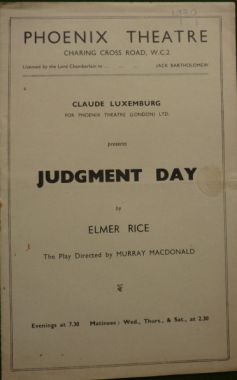 1939
PHOENIX THEATRE
CHARING CROSS ROAD, W.C.2
Licensed by the Lord Chamberlain to ... ... ... JACK BARTHOLOMEW
CLAUDE LUXEMBURG
FOR PHOENIX THEATRE (LONDON) LTD.
presents
JUDGMENT DAY
by
ELMER RICE
The Play Directed by MURRAY MACDONALD
Evenings at 7.30 Matinees: Wed., Thurs., & Sat., at 2.30